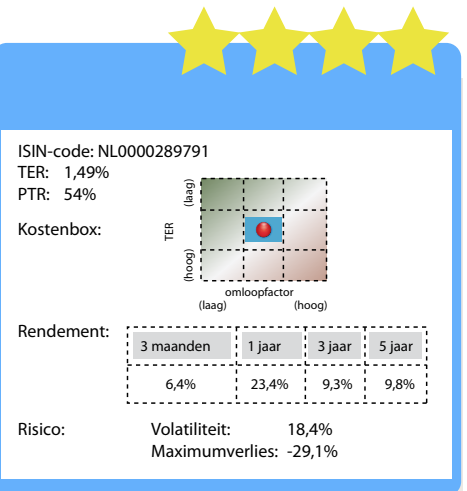 ISIN-code: NL0000289791
TER: 1,49%
PTR: 54%
Kostenbox:
TER
(laag)
(hoog)
omloopfactor
(laag) (hoog)
Rendement:
3 maanden 1 jaar 3 jaar 5 jaar
6,4% 23,4% 9,3% 9,8%
Risico: Volatiliteit: 18,4%
Maximumverlies: -29,1%